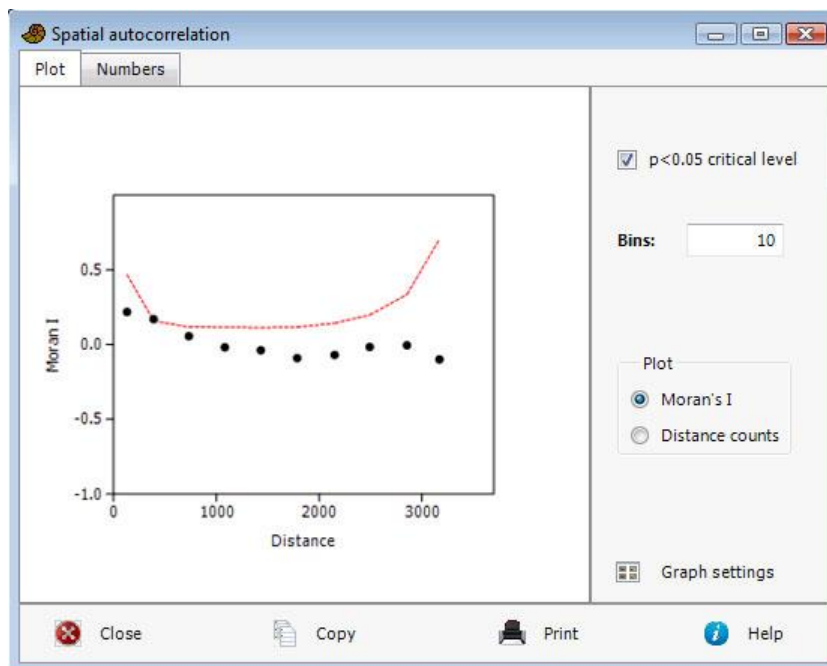 Spatial autocorrelation
Plot Numbers
p<0.05 critical level
Bins: 10
0.5
0.0
-0.5
-1.0
Moran I
0 1000 2000 3000
Distance
Plot
Moran's I
Distance counts
Graph settings
Close Copy Print Help